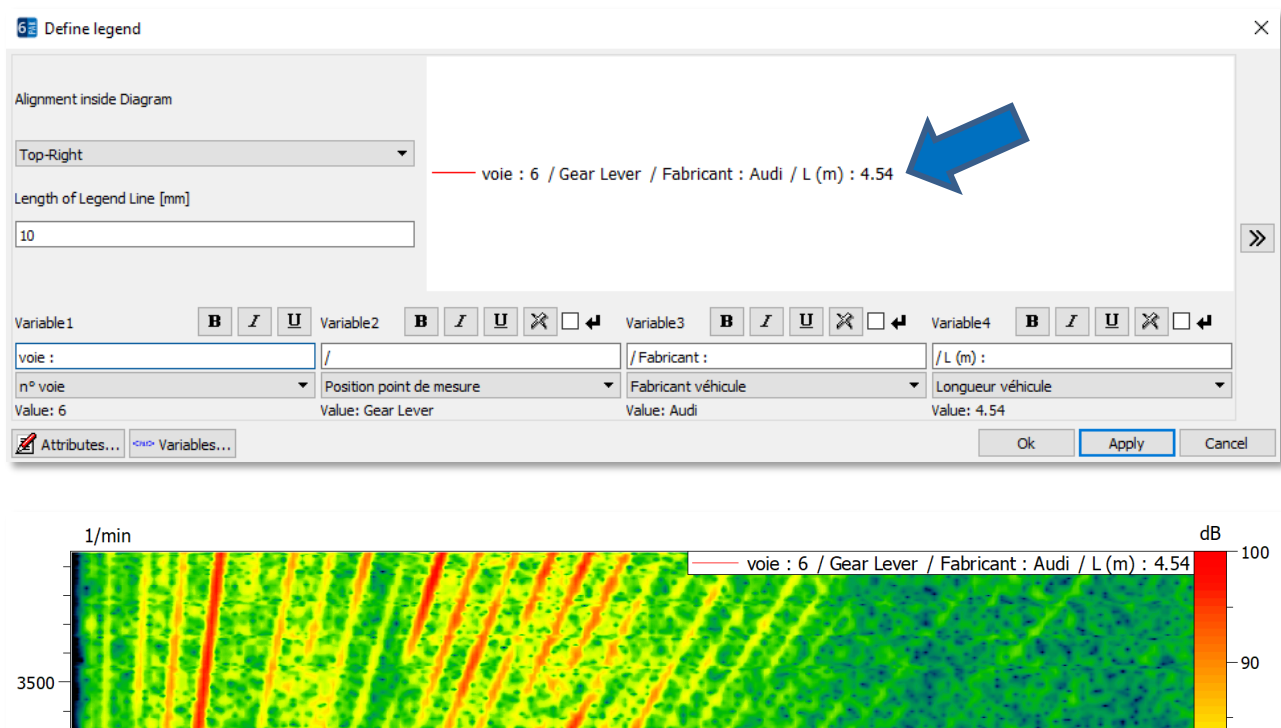 Define legend
Alignment inside Diagram
Top-Right
Length of Legend Line [mm]
10
voie : 6 / Gear Lever / Fabricant : Audi / L (m) : 4.54
Variable1 B I U Variable2 B I U Variable3 B I U Variable4 B I U
voie : / / Fabricant : / L (m) :
n° voie Position point de mesure Fabricant véhicule Longueur véhicule
Value: 6 Value: Gear Lever Value: Audi Value: 4.54
Attributes... Variables... Ok Apply Cancel
1/min dB
voie : 6 / Gear Lever / Fabricant : Audi / L (m) : 4.54 100
90
3500